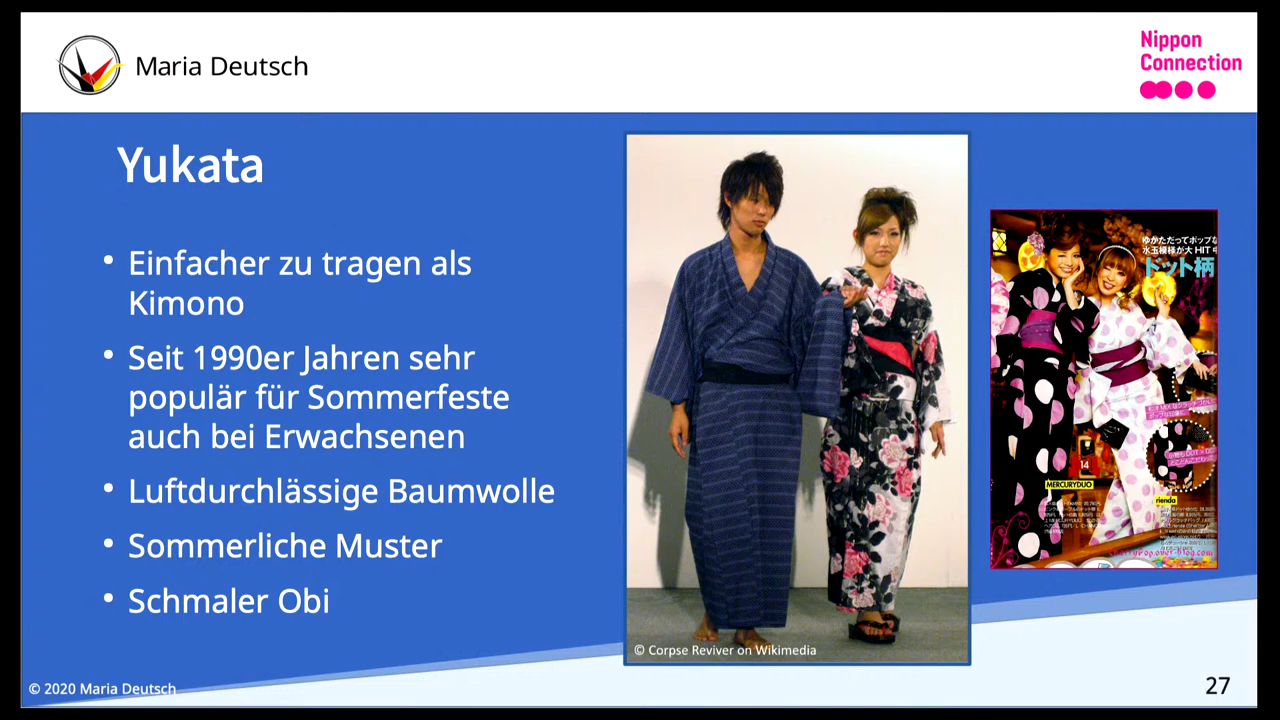 Maria Deutsch
Nippon
Connection
Yukata
• Einfacher zu tragen als
Kimono
• Seit 1990er Jahren sehr
populär für Sommerfeste
auch bei Erwachsenen
• Luftdurchlässige Baumwolle
• Sommerliche Muster
• Schmaler Obi
© Corpse Reviver on Wikimedia
ゆかただってポップな
水玉模様が大HIT中
ドット柄
14
MERCURYDUO
rienda
© 2020 Maria Deutsch
27